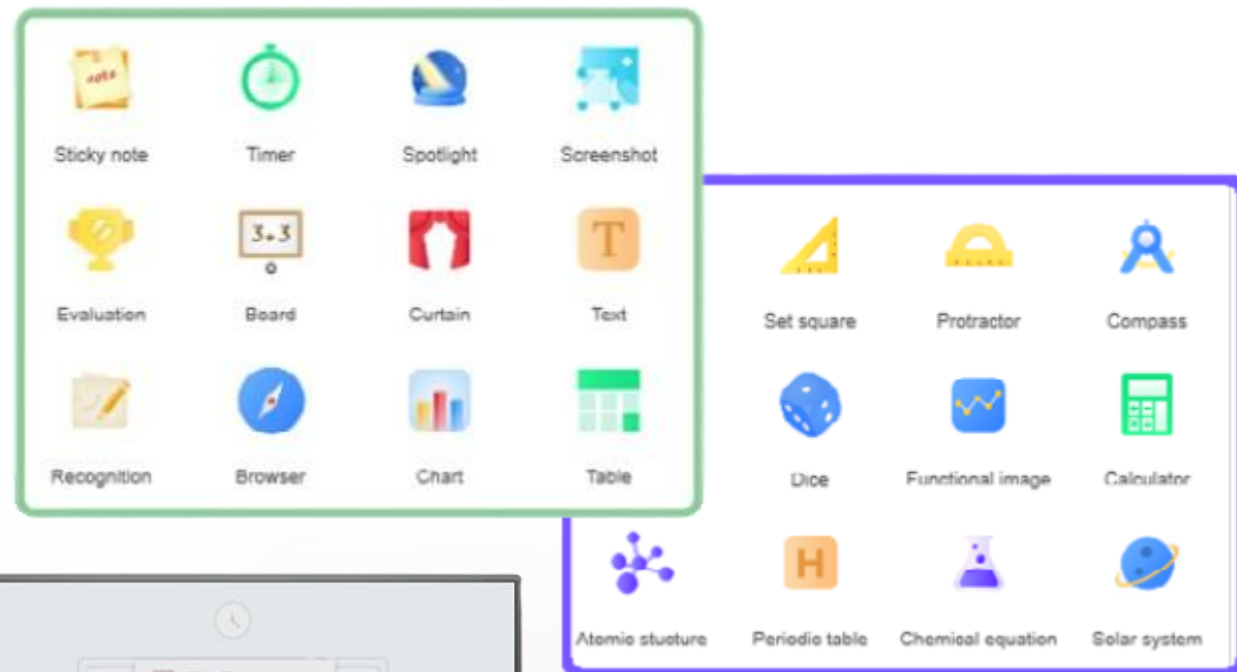 note
Sticky note
Timer
Spotlight
Screenshot
3+3
T
Evaluation
Board
Curtain
Text
Recognition
Browser
Chart
Table
Set square
Protractor
Compass
Dice
Functional image
Calculator
H
Atomic stucture
Periodic table
Chemical equation
Solar system